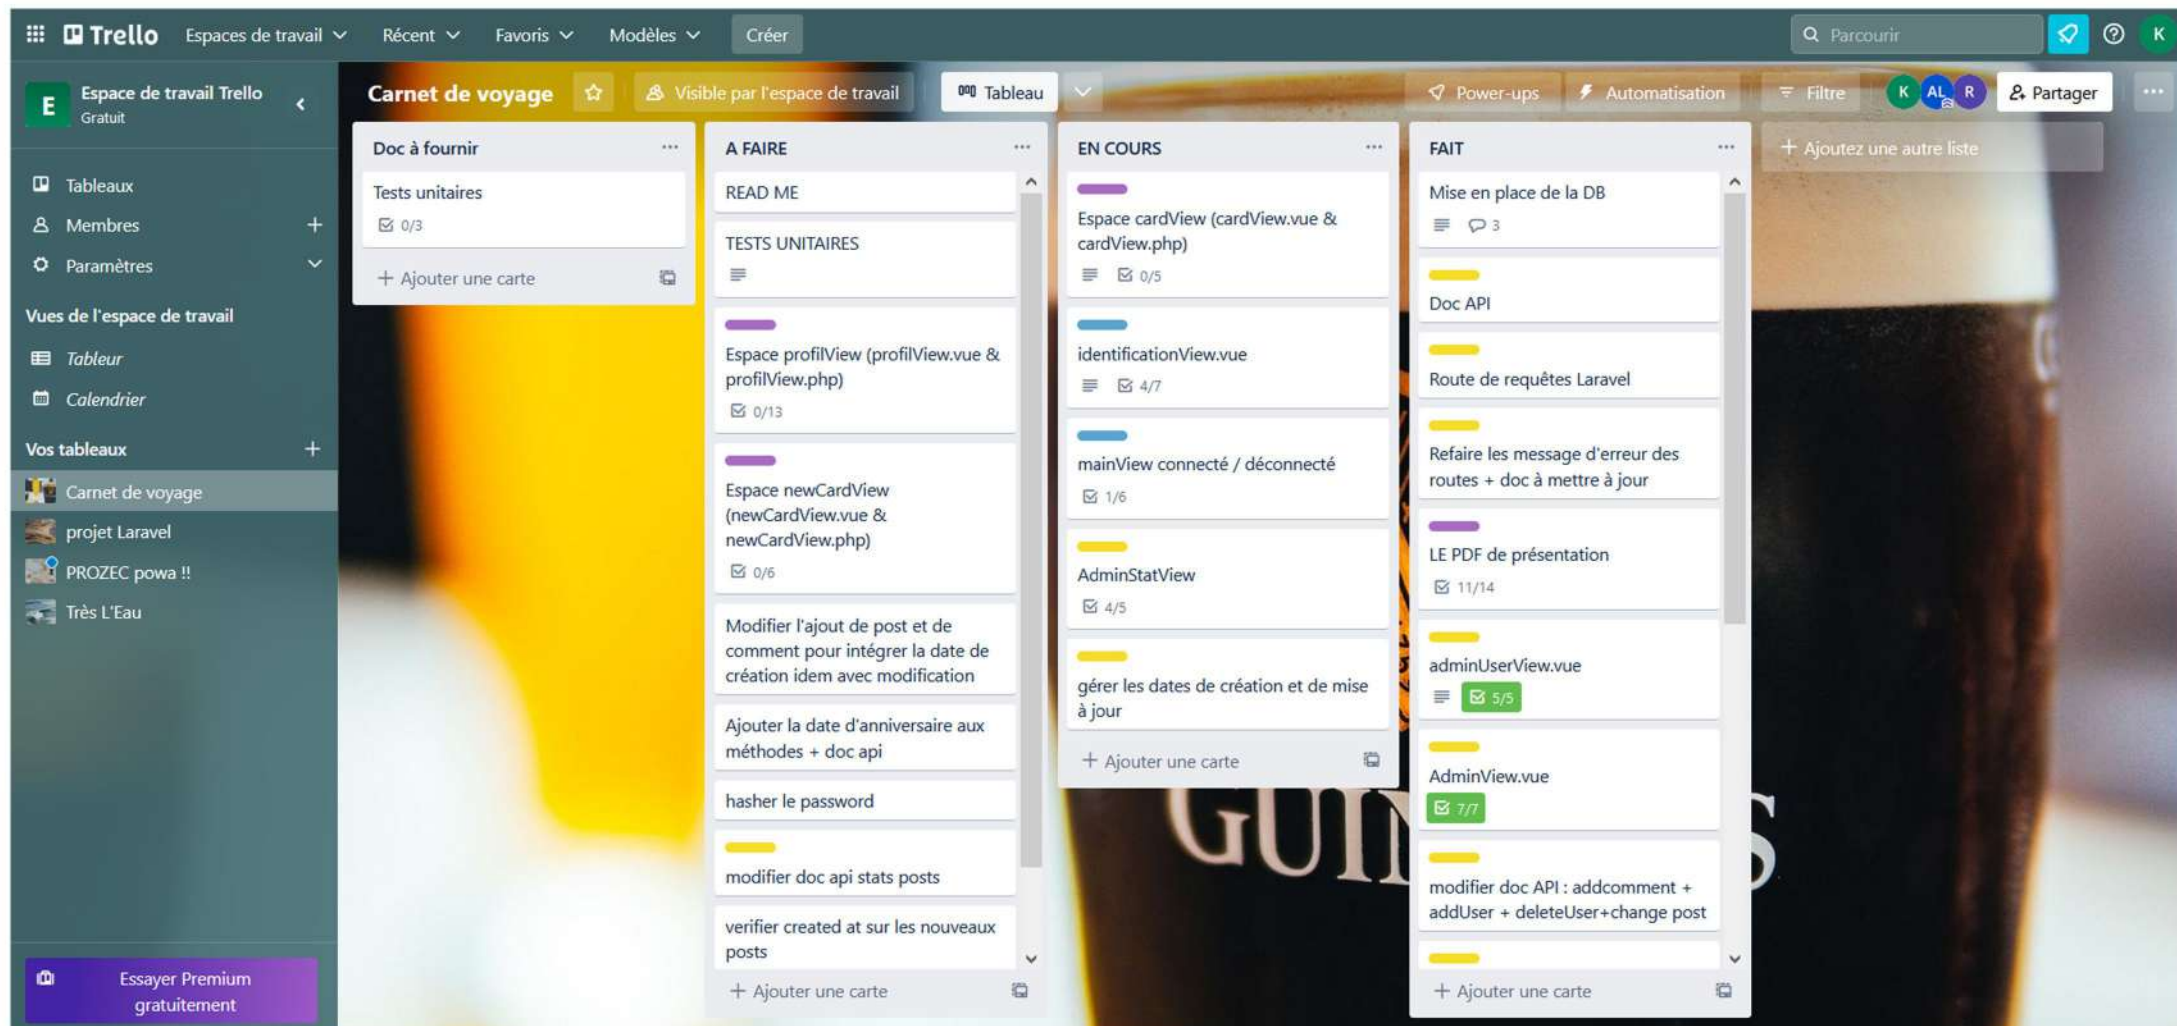 Trello
Espaces de travail
Récent
Favoris
Modèles
Créer
Parcourir
K
E
Espace de travail Trello
Gratuit
Carnet de voyage
Visible par l'espace de travail
Tableau
Power-ups
Automatisation
Filtre
K
AL
R
Partager
Tableaux
Membres
Paramètres
Vues de l'espace de travail
Tableur
Calendrier
Vos tableaux
Carnet de voyage
projet Laravel
PROZEC powa !!
Très L'Eau
Essayer Premium
gratuitement
Doc à fournir
Tests unitaires
0/3
Ajouter une carte
A FAIRE
READ ME
TESTS UNITAIRES
Espace profilView (profilView.vue &
profilView.php)
0/13
Espace newCardView
(newCardView.vue &
newCardView.php)
0/6
Modifier l'ajout de post et de
comment pour intégrer la date de
création idem avec modification
Ajouter la date d'anniversaire aux
méthodes + doc api
hasher le password
modifier doc api stats posts
verifier created at sur les nouveaux
posts
Ajouter une carte
EN COURS
Espace cardView (cardView.vue &
cardView.php)
0/5
identificationView.vue
4/7
mainView connecté / déconnecté
1/6
AdminStatView
4/5
gérer les dates de création et de mise
à jour
Ajouter une carte
FAIT
Mise en place de la DB
3
Doc API
Route de requêtes Laravel
Refaire les message d'erreur des
routes + doc à mettre à jour
LE PDF de présentation
11/14
adminUserView.vue
5/5
AdminView.vue
7/7
modifier doc API : addcomment +
addUser + deleteUser+change post
Ajouter une carte
Ajoutez une autre liste